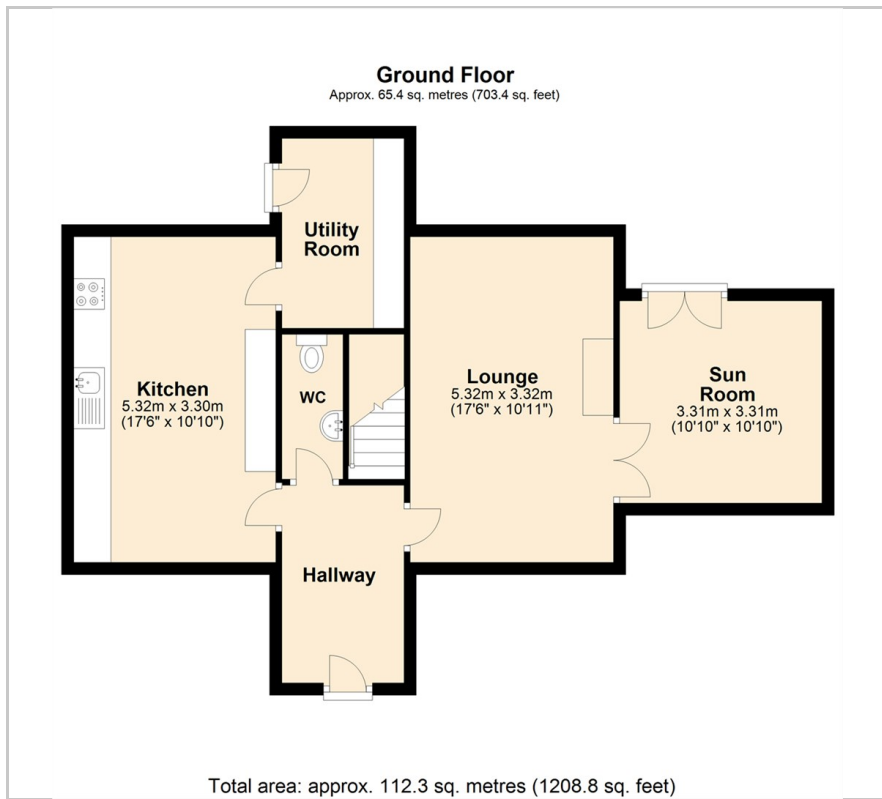 Ground Floor
Approx. 65.4 sq. metres (703.4 sq. feet)
Utility
Room
Kitchen
5.32m x 3.30m
(17'6" x 10'10")
WC
Lounge
5.32m x 3.32m
(17'6" x 10'11")
Sun
Room
3.31m x 3.31m
(10'10" x 10'10")
Hallway
Total area: approx. 112.3 sq. metres (1208.8 sq. feet)